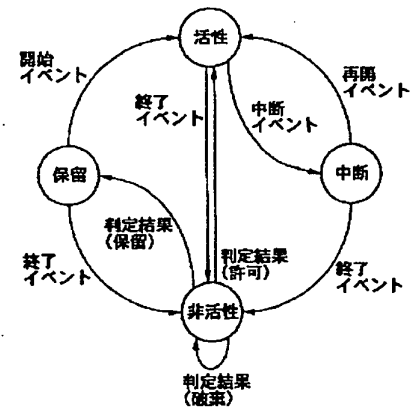 活性
開始
イベント
終了
イベント
中断
イベント
再開
イベント
保留
中断
判定結果
(保留)
判定結果
(許可)
終了
イベント
終了
イベント
非活性
判定結果
(破棄)